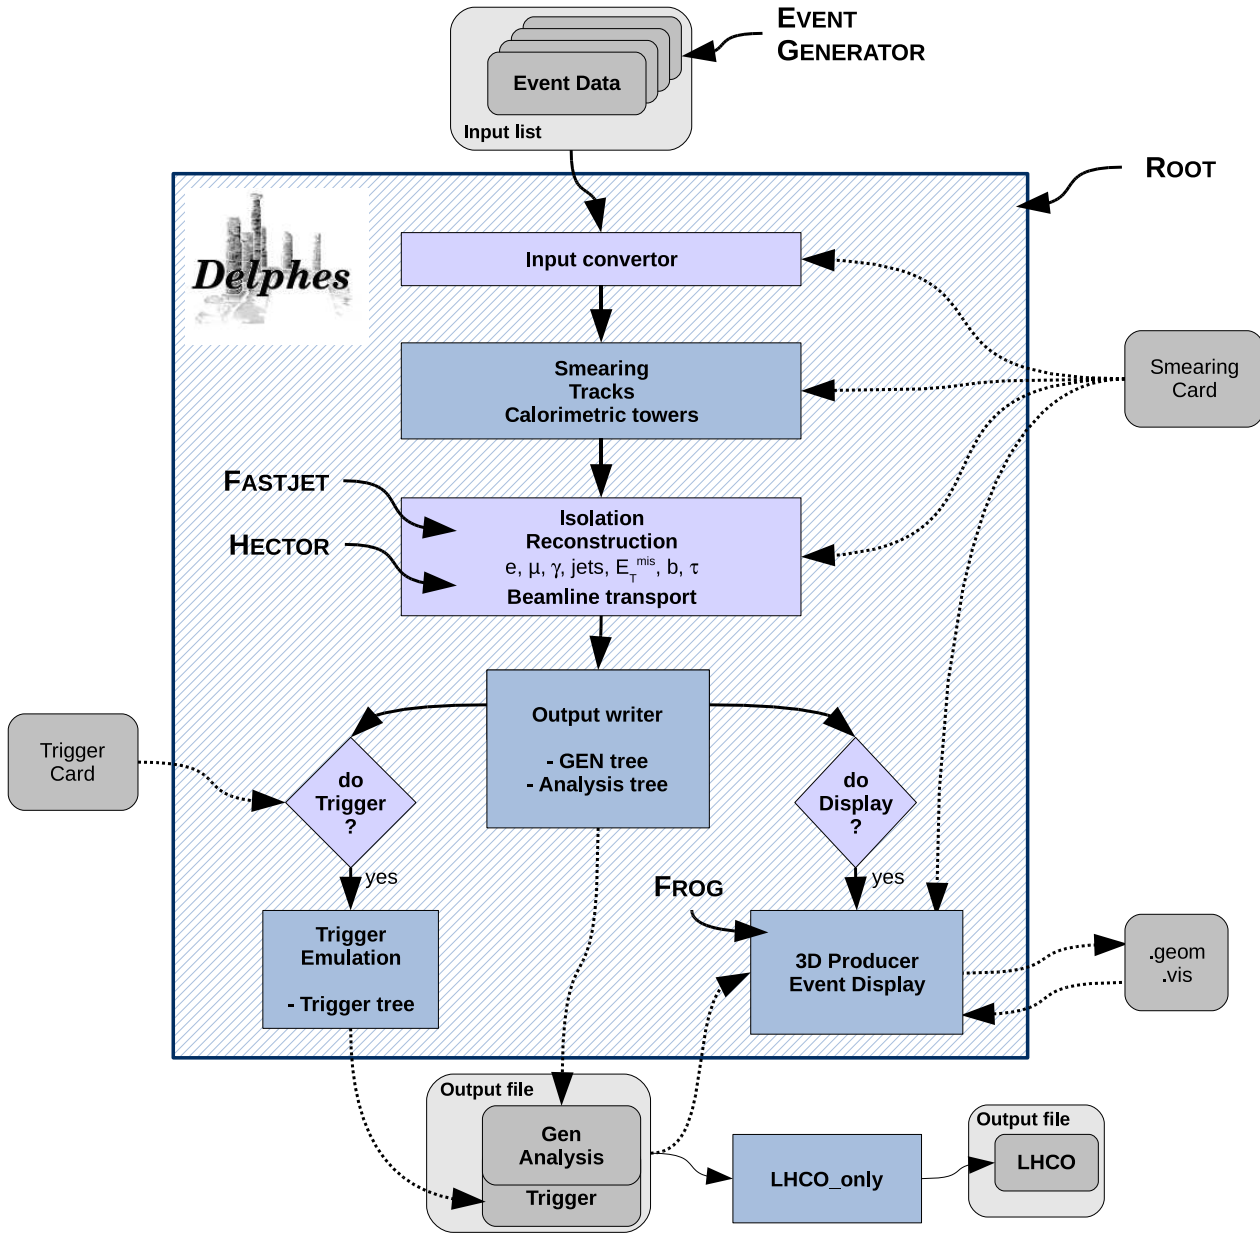 EVENT
GENERATOR
Event Data
Input list
ROOT
Delphes
Input convertor
Smearing
Tracks
Calorimetric towers
Smearing
Card
FASTJET
HECTOR
Isolation
Reconstruction
e, µ, γ, jets, E_T^mis, b, τ
Beamline transport
Output writer
- GEN tree
- Analysis tree
Trigger
Card
do
Trigger
?
do
Display
?
yes
yes
FROG
Trigger
Emulation
- Trigger tree
3D Producer
Event Display
.geom
.vis
Output file
Gen
Analysis
Trigger
LHCO_only
Output file
LHCO